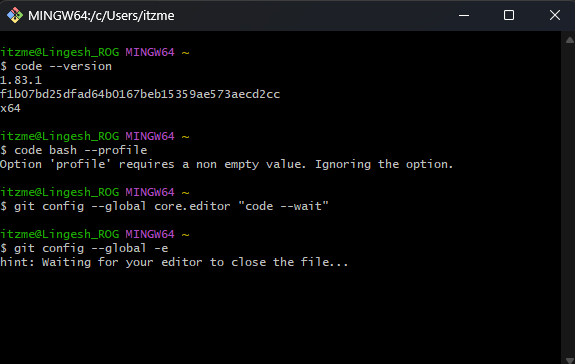 MINGW64:/c/Users/itzme
itzme@Lingesh_ROG MINGW64 ~
$ code --version
1.83.1
f1b07bd25dfad64b0167beb15359ae573aecd2cc
x64
itzme@Lingesh_ROG MINGW64 ~
$ code bash --profile
Option 'profile' requires a non empty value. Ignoring the option.
itzme@Lingesh_ROG MINGW64 ~
$ git config --global core.editor "code --wait"
itzme@Lingesh_ROG MINGW64 ~
$ git config --global -e
hint: Waiting for your editor to close the file...